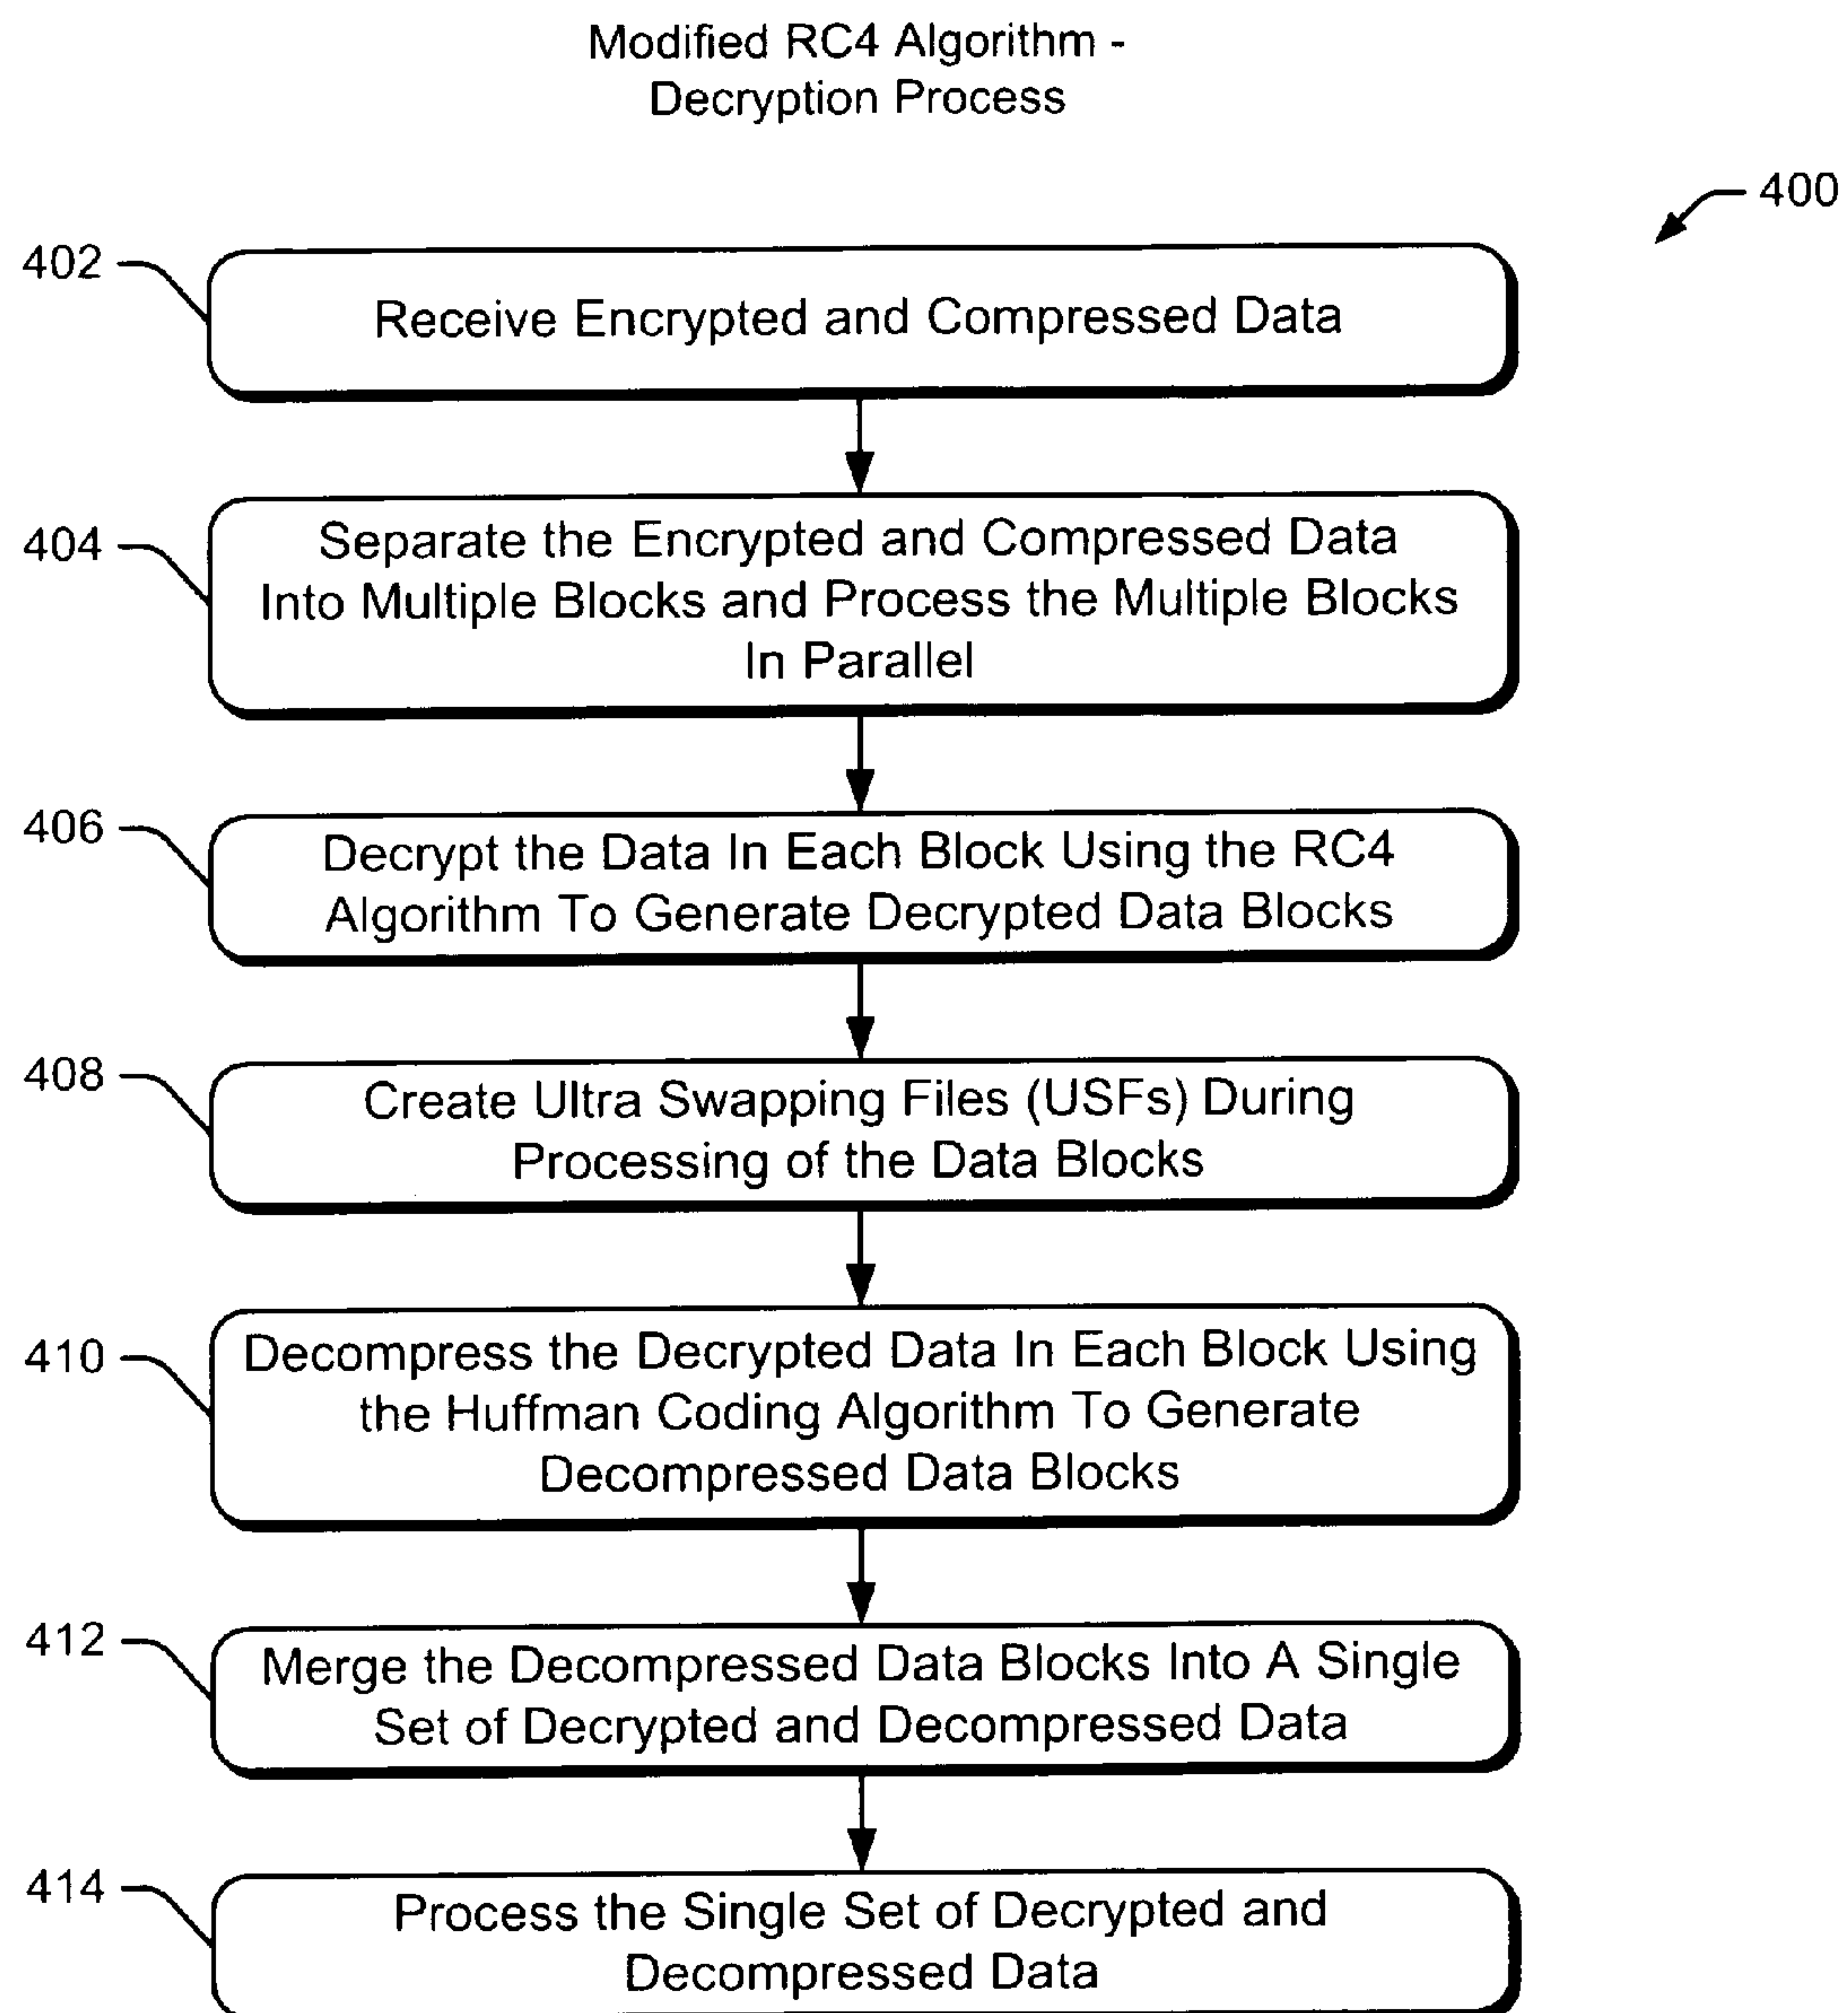 Modified RC4 Algorithm -
Decryption Process
400
402
Receive Encrypted and Compressed Data
404
Separate the Encrypted and Compressed Data
Into Multiple Blocks and Process the Multiple Blocks
In Parallel
406
Decrypt the Data In Each Block Using the RC4
Algorithm To Generate Decrypted Data Blocks
408
Create Ultra Swapping Files (USFs) During
Processing of the Data Blocks
410
Decompress the Decrypted Data In Each Block Using
the Huffman Coding Algorithm To Generate
Decompressed Data Blocks
412
Merge the Decompressed Data Blocks Into A Single
Set of Decrypted and Decompressed Data
414
Process the Single Set of Decrypted and
Decompressed Data